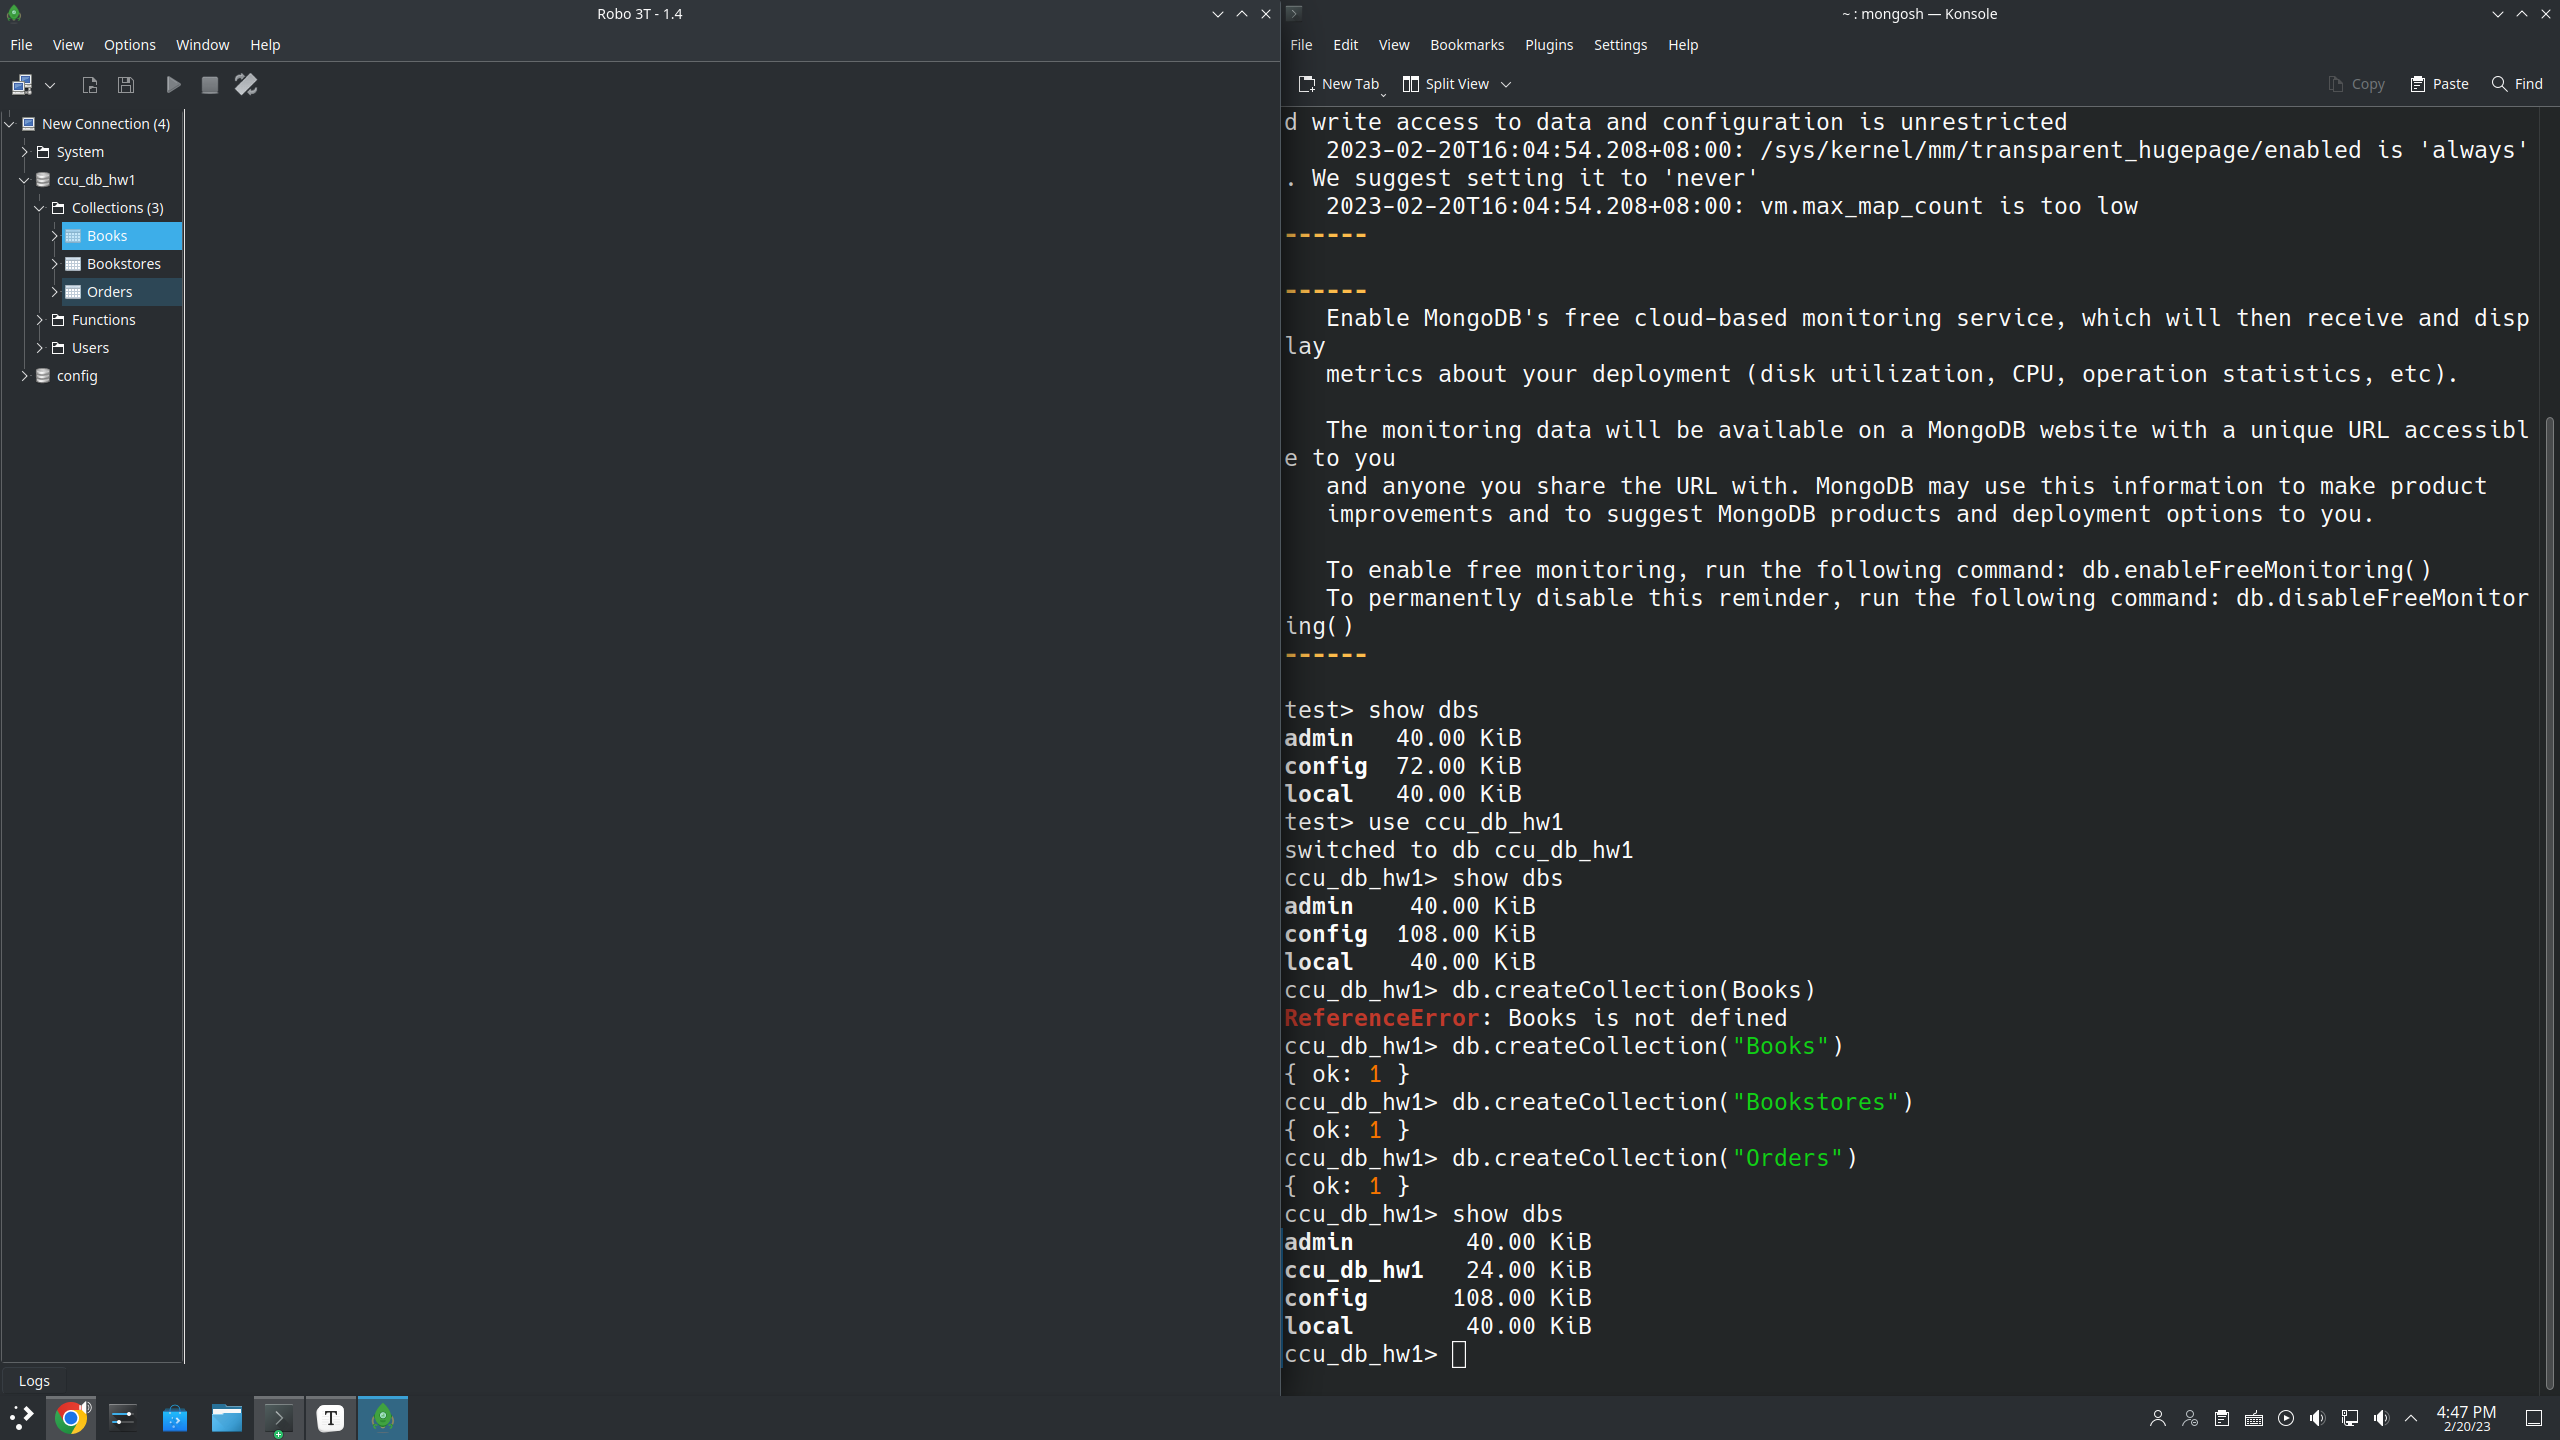 Robo 3T - 1.4
File View Options Window Help
New Connection (4)
System
ccu_db_hw1
Collections (3)
Books
Bookstores
Orders
Functions
Users
config
Logs
~ : mongosh — Konsole
File Edit View Bookmarks Plugins Settings Help
New Tab Split View Copy Paste Find
d write access to data and configuration is unrestricted
2023-02-20T16:04:54.208+08:00: /sys/kernel/mm/transparent_hugepage/enabled is 'always'
. We suggest setting it to 'never'
2023-02-20T16:04:54.208+08:00: vm.max_map_count is too low
------
------
Enable MongoDB's free cloud-based monitoring service, which will then receive and disp
lay
metrics about your deployment (disk utilization, CPU, operation statistics, etc).
The monitoring data will be available on a MongoDB website with a unique URL accessibl
e to you
and anyone you share the URL with. MongoDB may use this information to make product
improvements and to suggest MongoDB products and deployment options to you.
To enable free monitoring, run the following command: db.enableFreeMonitoring()
To permanently disable this reminder, run the following command: db.disableFreeMonitor
ing()
------
test> show dbs
admin 40.00 KiB
config 72.00 KiB
local 40.00 KiB
test> use ccu_db_hw1
switched to db ccu_db_hw1
ccu_db_hw1> show dbs
admin 40.00 KiB
config 108.00 KiB
local 40.00 KiB
ccu_db_hw1> db.createCollection(Books)
ReferenceError: Books is not defined
ccu_db_hw1> db.createCollection("Books")
{ ok: 1 }
ccu_db_hw1> db.createCollection("Bookstores")
{ ok: 1 }
ccu_db_hw1> db.createCollection("Orders")
{ ok: 1 }
ccu_db_hw1> show dbs
admin 40.00 KiB
ccu_db_hw1 24.00 KiB
config 108.00 KiB
local 40.00 KiB
ccu_db_hw1>
T
4:47 PM
2/20/23